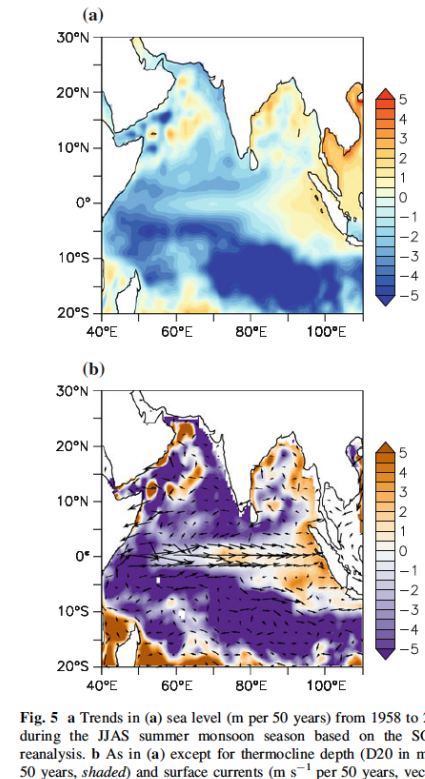 (a)
30°N
20°N
10°N
0°
10°S
20°S
40°E 60°E 80°E 100°E
5
4
3
2
1
0
−1
−2
−3
−4
−5
(b)
30°N
20°N
10°N
0°
10°S
20°S
40°E 60°E 80°E 100°E
5
4
3
2
1
0
−1
−2
−3
−4
−5
Fig. 5 a Trends in (a) sea level (m per 50 years) from 1958 to
during the JJAS summer monsoon season based on the
reanalysis. b As in (a) except for thermocline depth (D20 in m
50 years, shaded) and surface currents (m s⁻¹ per 50 years,